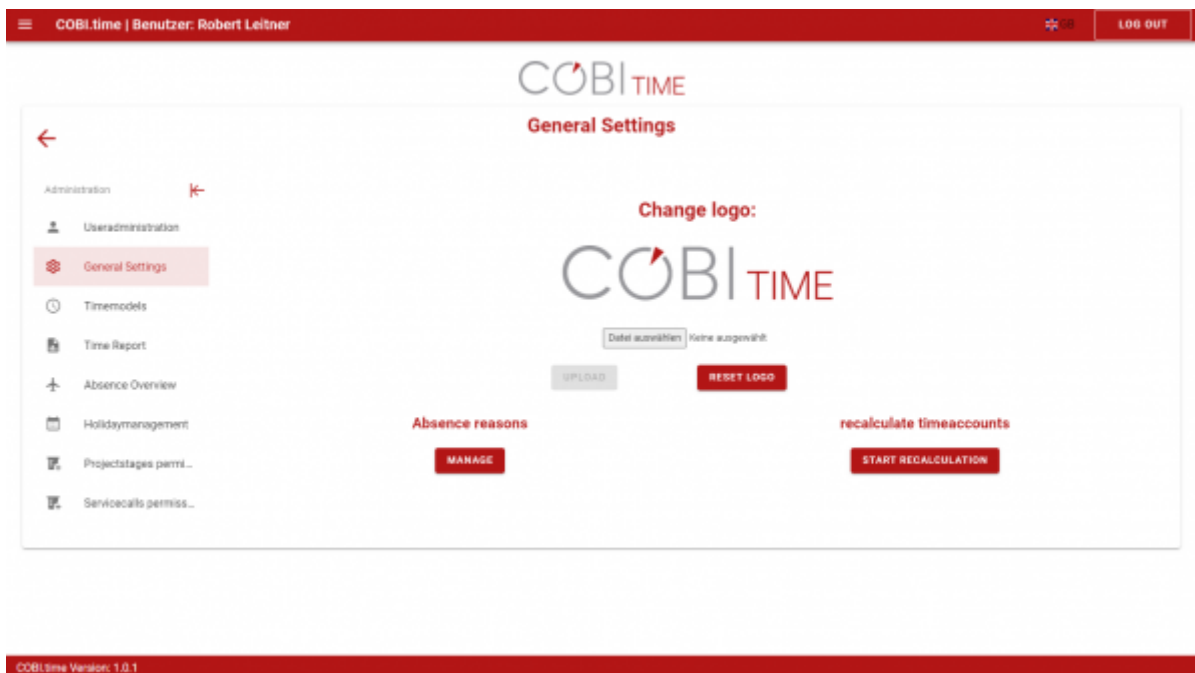 COBI.time | Benutzer: Robert Leitner
GB
LOG OUT
COBI TIME
General Settings
Administration
Useradministration
General Settings
Timemodels
Time Report
Absence Overview
Holidaymanagement
Projectstages permi...
Servicecalls permiss...
Change logo:
COBI TIME
Datei auswählen Keine ausgewählt
UPLOAD
RESET LOGO
Absence reasons
MANAGE
recalculate timeaccounts
START RECALCULATION
COBI.time Version: 1.0.1